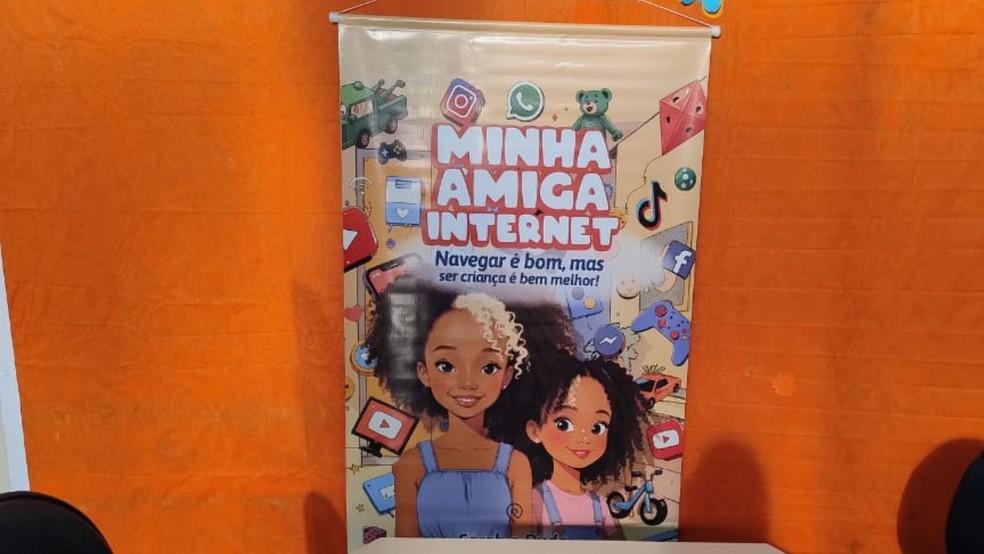 MINHA
AMIGA
INTERNET
Navegar é bom, mas
ser criança é bem melhor!